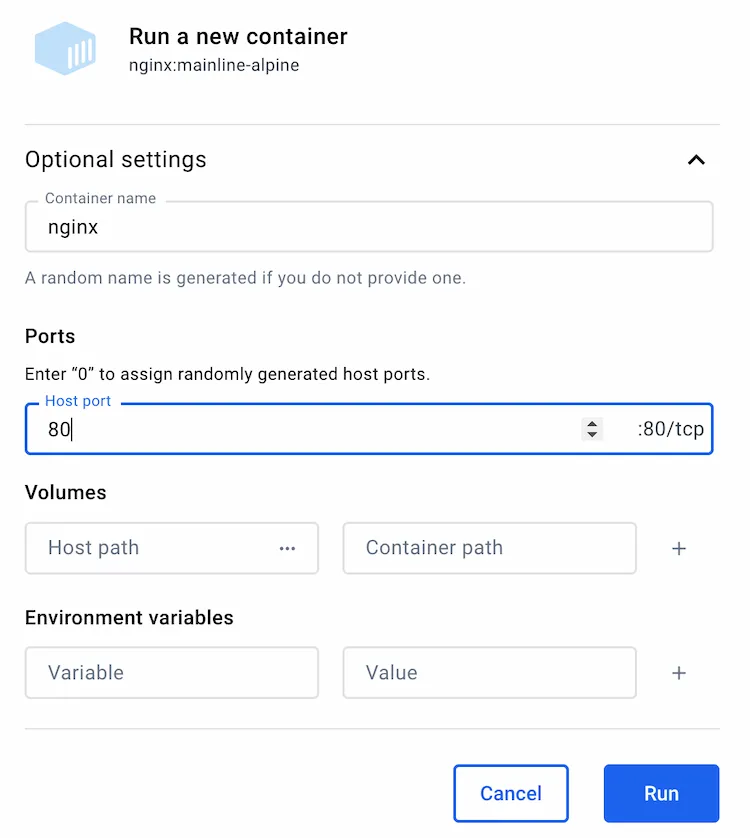 Run a new container
nginx:mainline-alpine
Optional settings
Container name
nginx
A random name is generated if you do not provide one.
Ports
Enter “0” to assign randomly generated host ports.
Host port
80 :80/tcp
Volumes
Host path ··· Container path +
Environment variables
Variable Value +
Cancel Run